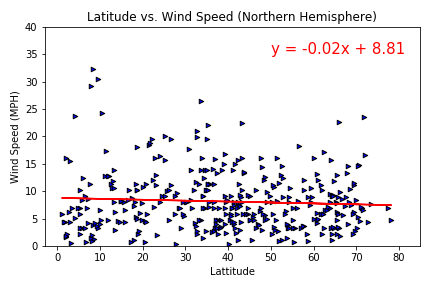 Latitude vs. Wind Speed (Northern Hemisphere)
y = -0.02x + 8.81
Wind Speed (MPH)
40
35
30
25
20
15
10
5
0
0 10 20 30 40 50 60 70 80
Lattitude